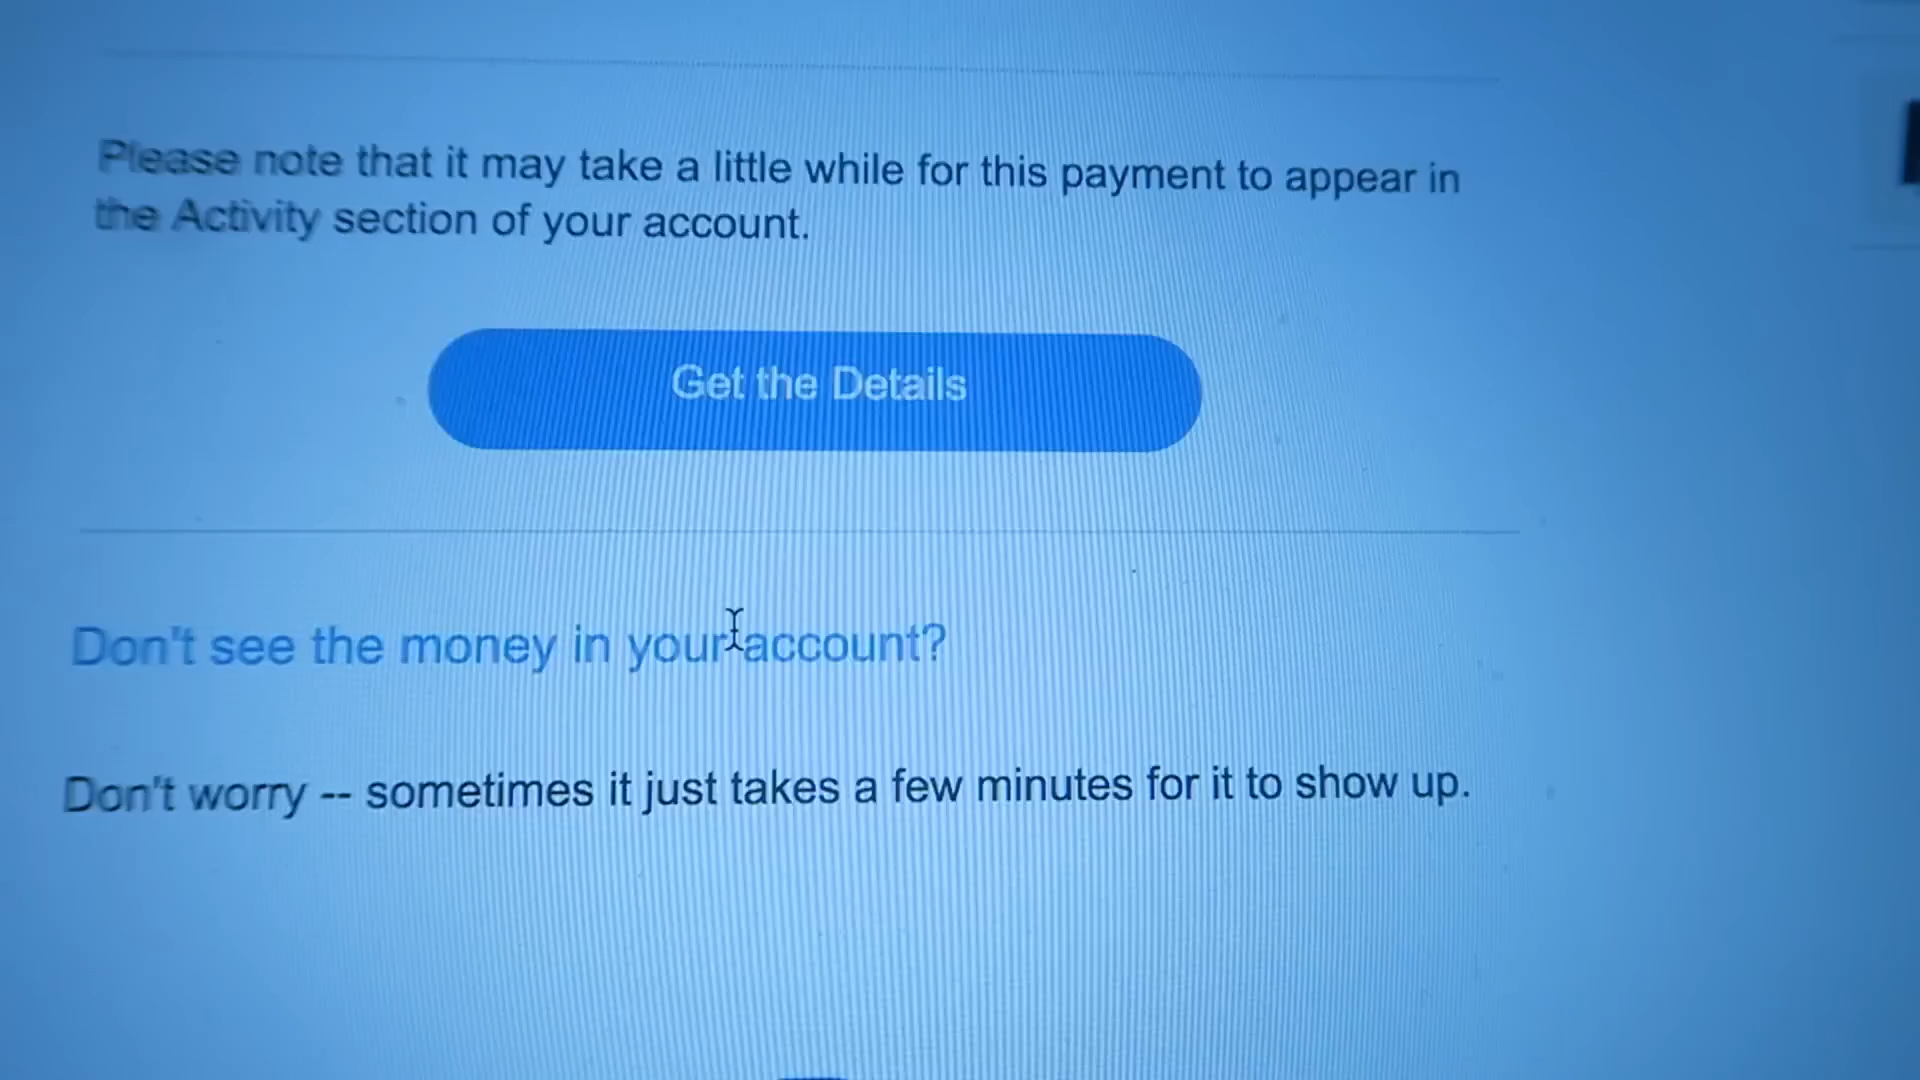 Please note that it may take a little while for this payment to appear in
the Activity section of your account.
Get the Details
Don't see the money in your account?
Don't worry -- sometimes it just takes a few minutes for it to show up.